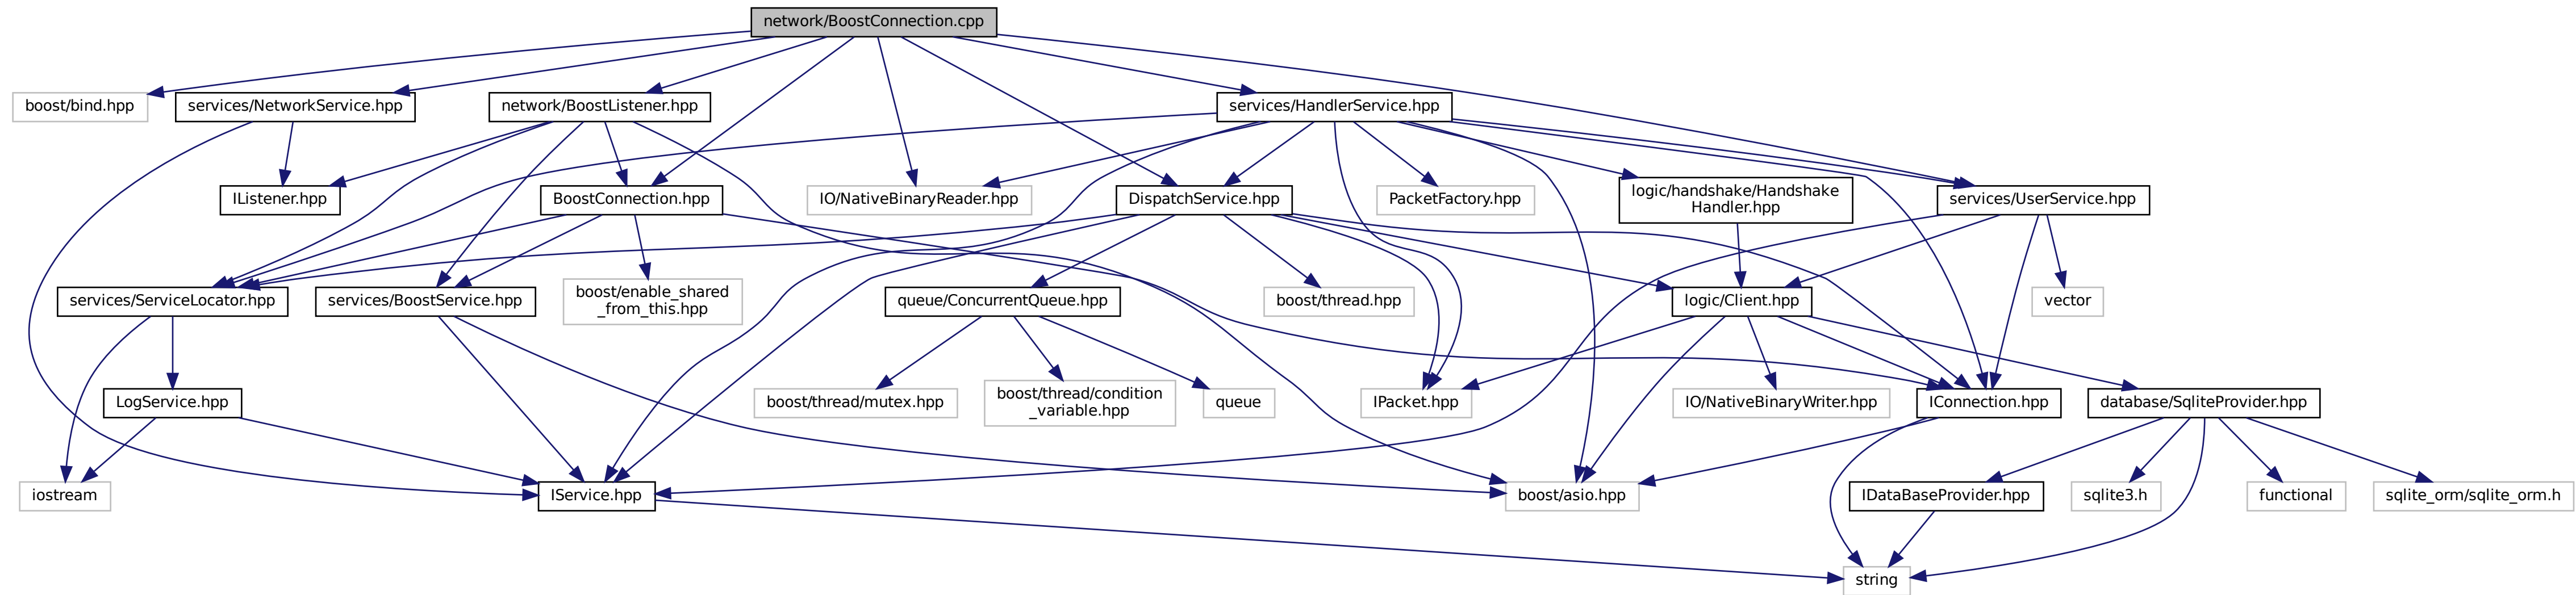 network/BoostConnection.cpp
boost/bind.hpp
services/NetworkService.hpp
network/BoostListener.hpp
services/HandlerService.hpp
IListener.hpp
BoostConnection.hpp
IO/NativeBinaryReader.hpp
DispatchService.hpp
PacketFactory.hpp
logic/handshake/Handshake
Handler.hpp
services/UserService.hpp
services/ServiceLocator.hpp
services/BoostService.hpp
boost/enable_shared
_from_this.hpp
queue/ConcurrentQueue.hpp
boost/thread.hpp
logic/Client.hpp
vector
LogService.hpp
boost/thread/mutex.hpp
boost/thread/condition
_variable.hpp
queue
IPacket.hpp
IO/NativeBinaryWriter.hpp
IConnection.hpp
database/SqliteProvider.hpp
iostream
IService.hpp
boost/asio.hpp
IDataBaseProvider.hpp
sqlite3.h
functional
sqlite_orm/sqlite_orm.h
string